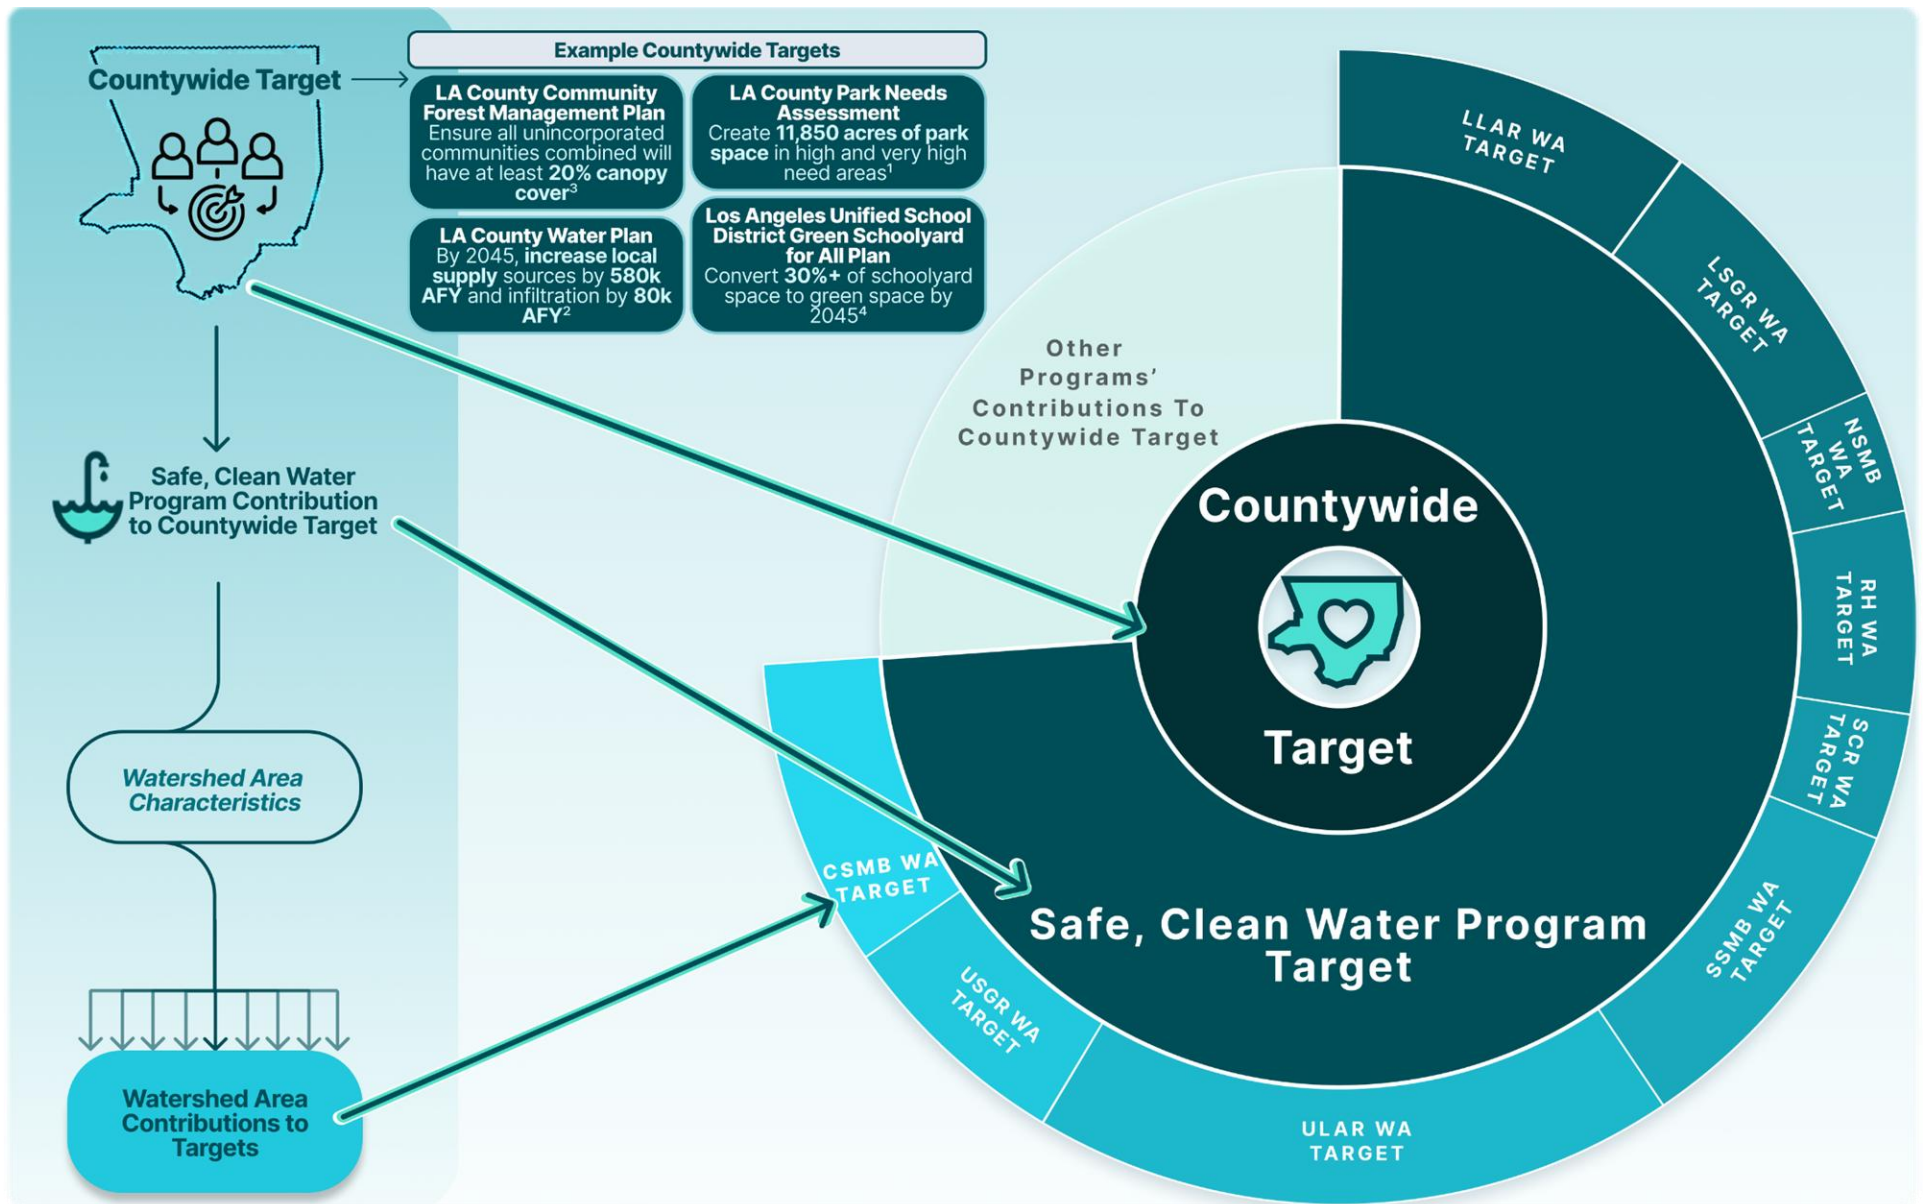 Countywide Target
Example Countywide Targets
LA County Community
Forest Management Plan
Ensure all unincorporated
communities combined will
have at least 20% canopy
cover³
LA County Park Needs
Assessment
Create 11,850 acres of park
space in high and very high
need areas¹
LA County Water Plan
By 2045, increase local
supply sources by 580k
AFY and infiltration by 80k
AFY²
Los Angeles Unified School
District Green Schoolyard
for All Plan
Convert 30%+ of schoolyard
space to green space by
2045⁴
Safe, Clean Water
Program Contribution
to Countywide Target
Watershed Area
Characteristics
Watershed Area
Contributions to
Targets
Other
Programs’
Contributions To
Countywide Target
Countywide
Target
Safe, Clean Water Program
Target
LLAR WA
TARGET
LSGR WA
TARGET
NSMB
WA
TARGET
RH WA
TARGET
SCR WA
TARGET
SSMB WA
TARGET
ULAR WA
TARGET
USGR WA
TARGET
CSMB WA
TARGET